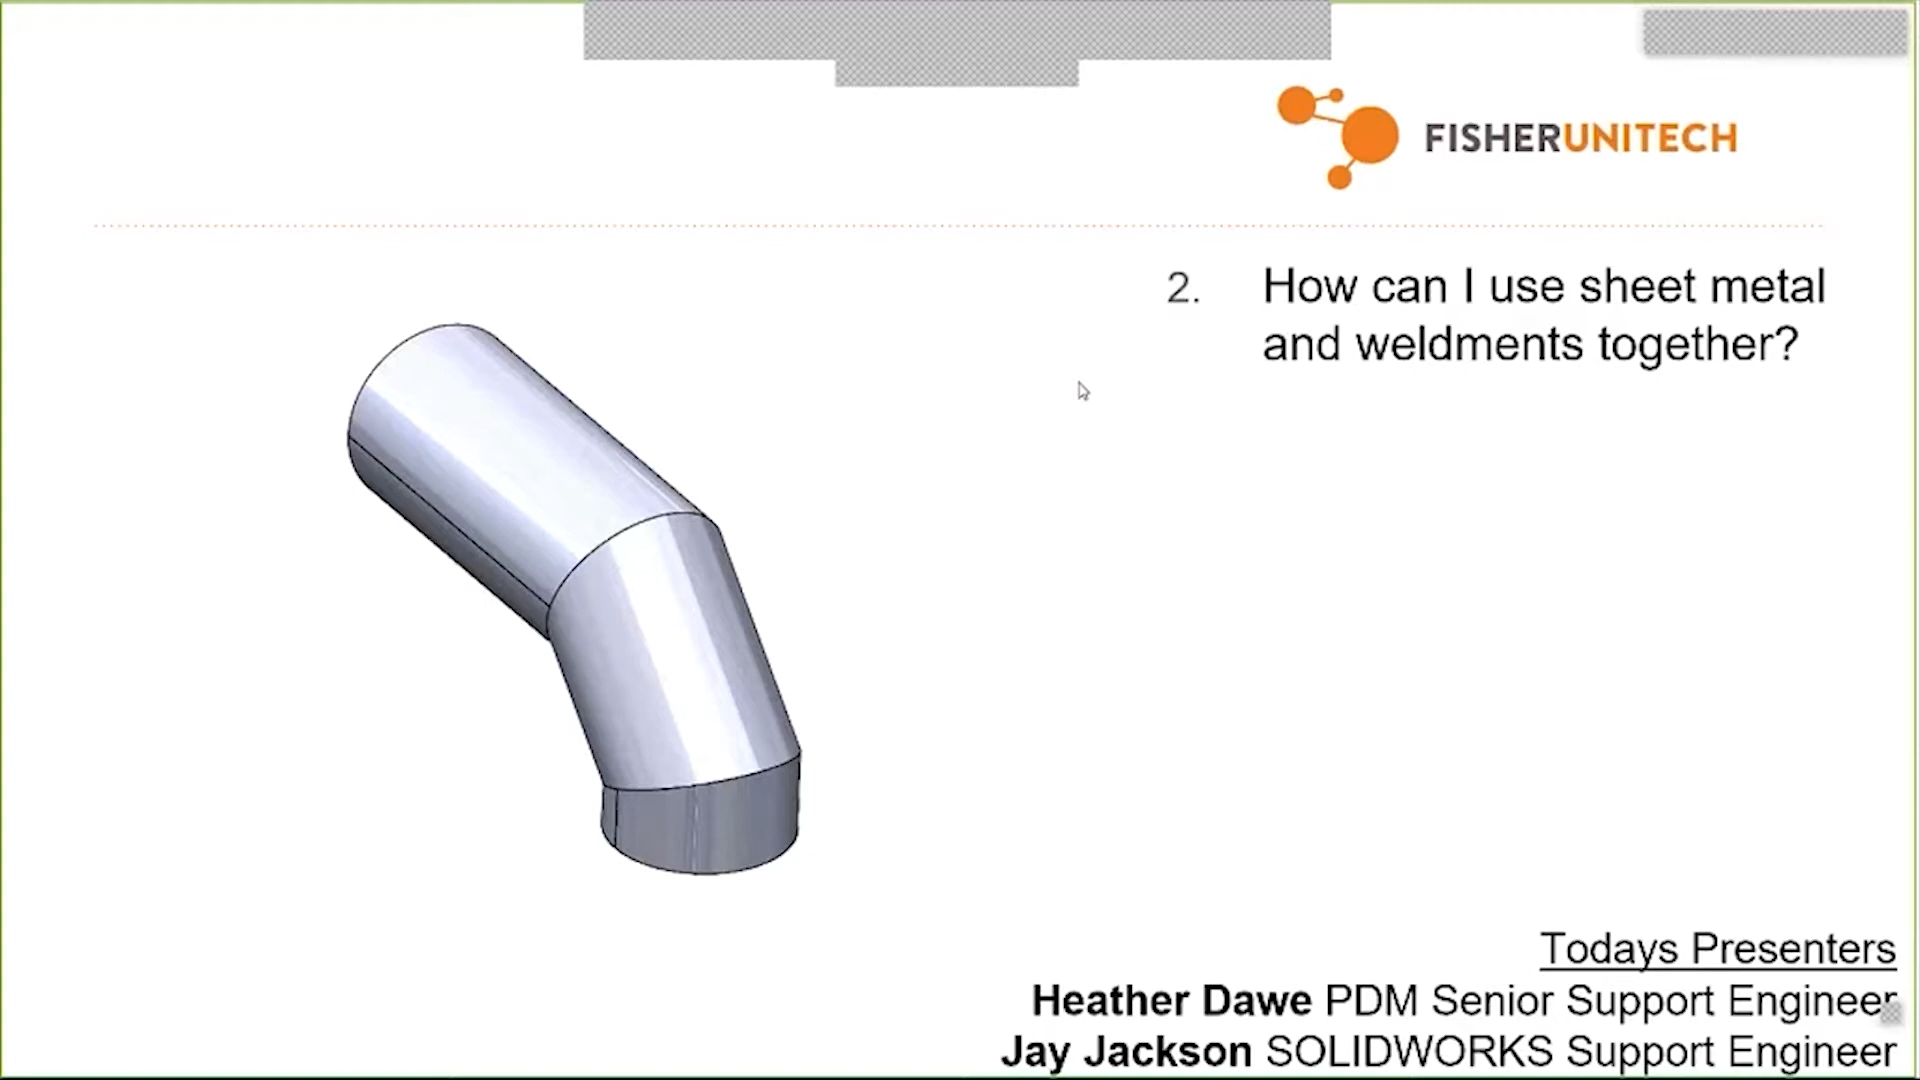 FISHERUNITECH
2. How can I use sheet metal
and weldments together?
Todays Presenters
Heather Dawe PDM Senior Support Engineer
Jay Jackson SOLIDWORKS Support Engineer